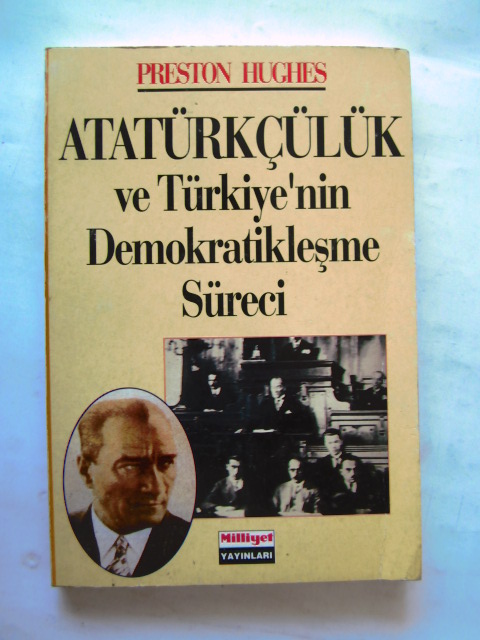 PRESTON HUGHES
ATATÜRKÇÜLÜK
ve Türkiye'nin
Demokratikleşme
Süreci
Milliyet
YAYINLARI